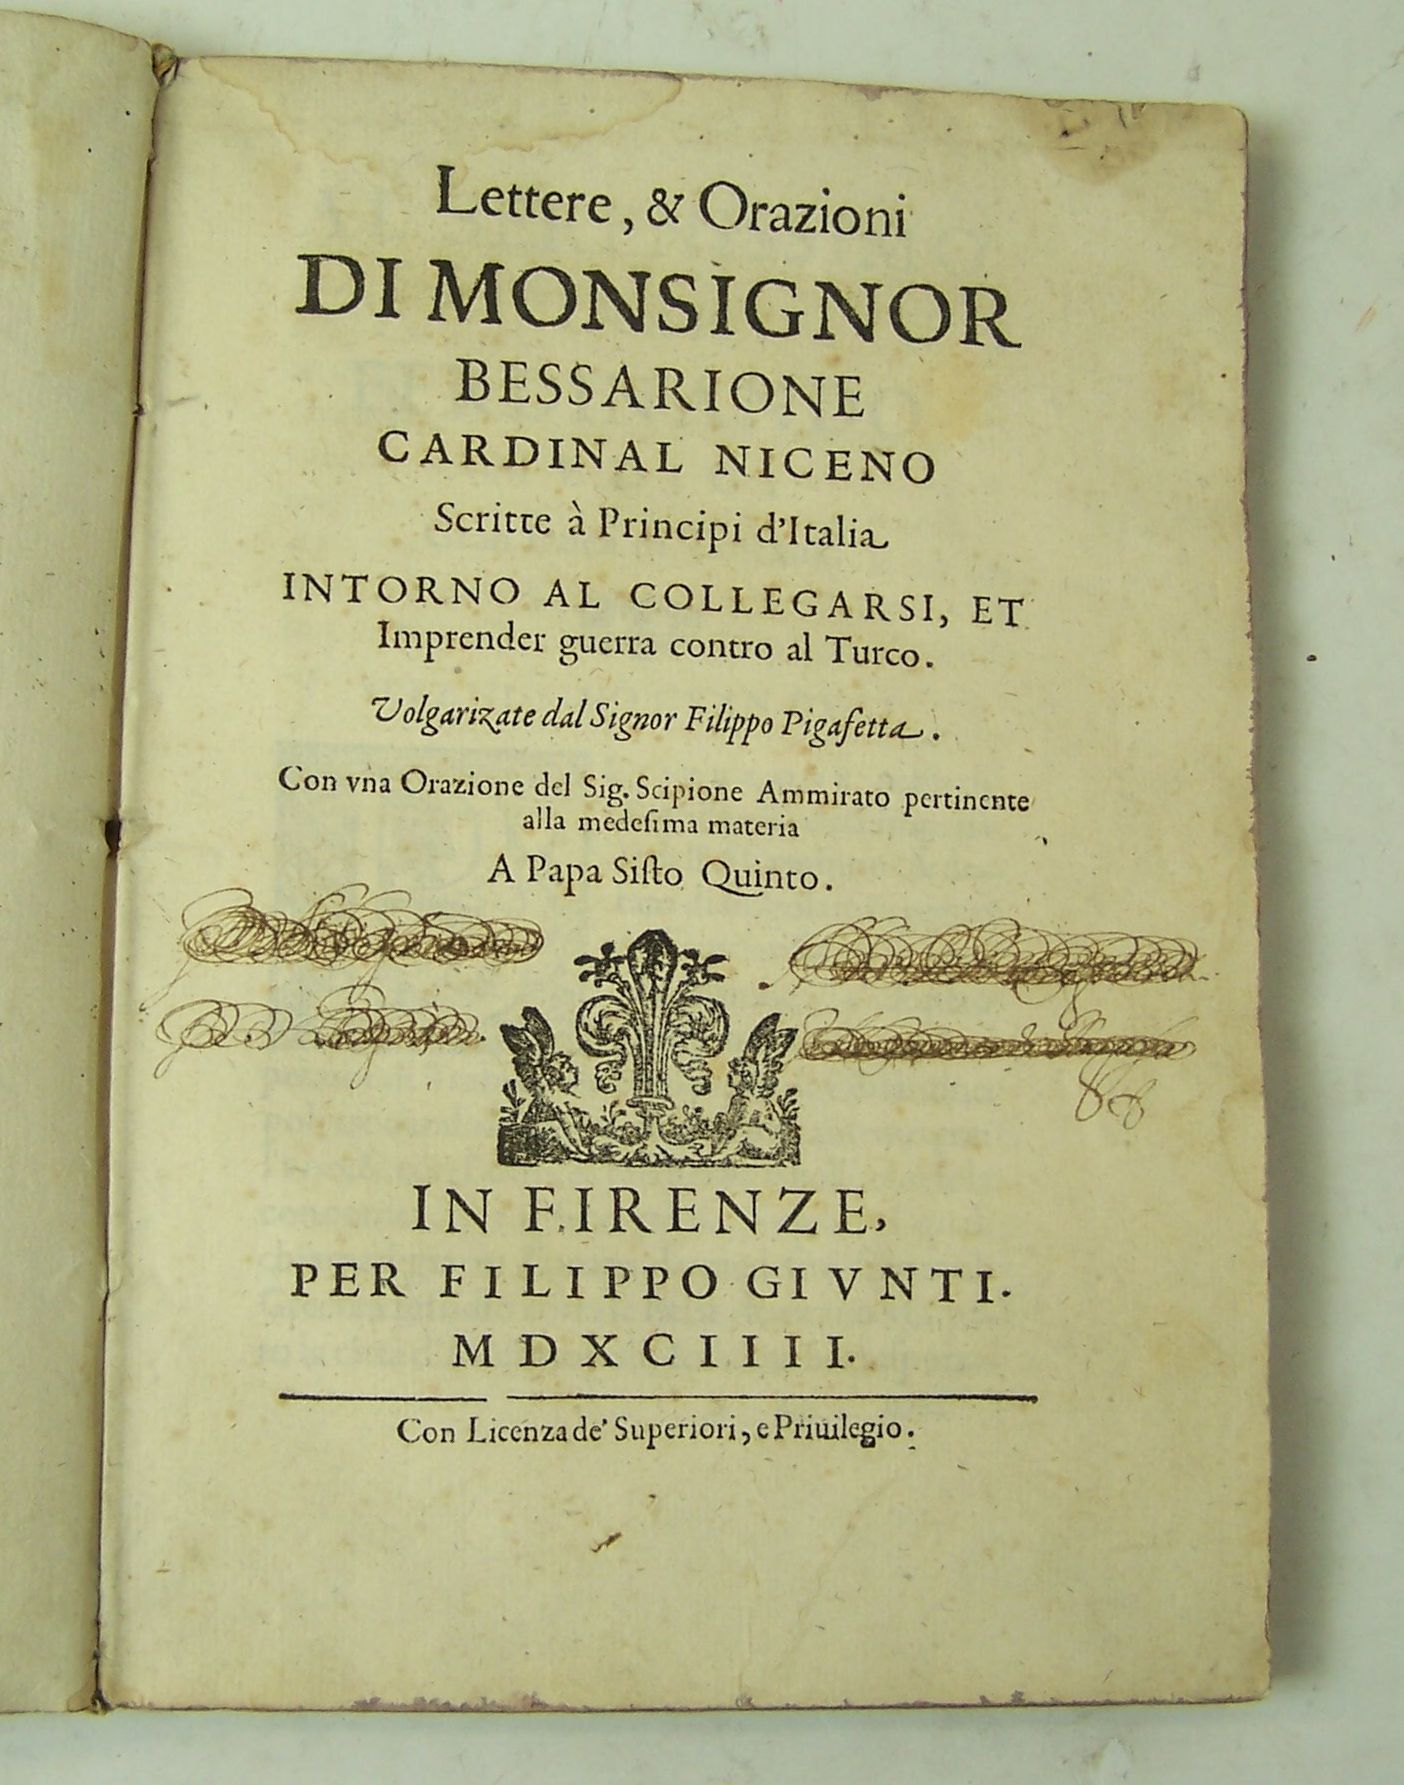 Lettere, & Orazioni
DI MONSIGNOR
BESSARIONE
CARDINAL NICENO
Scritte à Principi d'Italia
INTORNO AL COLLEGARSI, ET
Imprender guerra contro al Turco.
Volgarizate dal Signor Filippo Pigafetta.
Con vna Orazione del Sig. Scipione Ammirato pertinente
alla medesima materia
A Papa Sisto Quinto.
IN FIRENZE,
PER FILIPPO GIVNTI.
MDXCIIII.
Con Licenza de' Superiori, e Priuilegio.